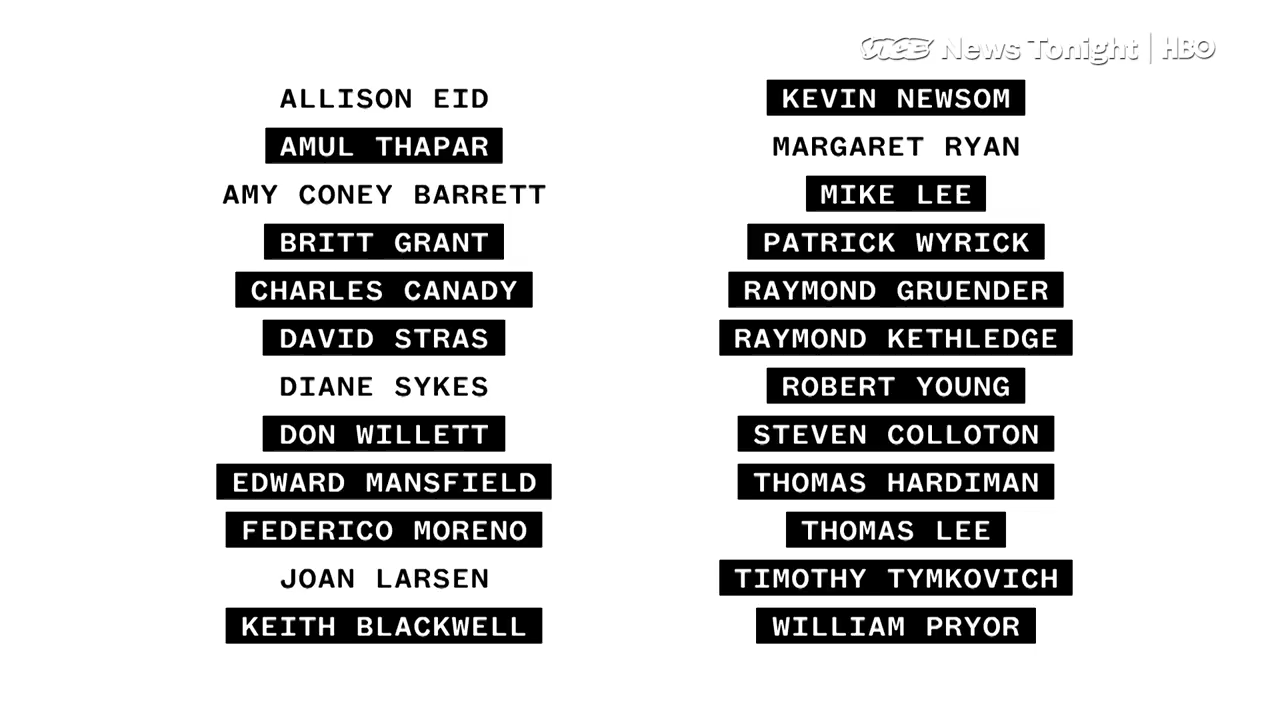 VICE News Tonight | HBO
ALLISON EID
AMUL THAPAR
AMY CONEY BARRETT
BRITT GRANT
CHARLES CANADY
DAVID STRAS
DIANE SYKES
DON WILLETT
EDWARD MANSFIELD
FEDERICO MORENO
JOAN LARSEN
KEITH BLACKWELL
KEVIN NEWSOM
MARGARET RYAN
MIKE LEE
PATRICK WYRICK
RAYMOND GRUENDER
RAYMOND KETHLEDGE
ROBERT YOUNG
STEVEN COLLOTON
THOMAS HARDIMAN
THOMAS LEE
TIMOTHY TYMKOVICH
WILLIAM PRYOR